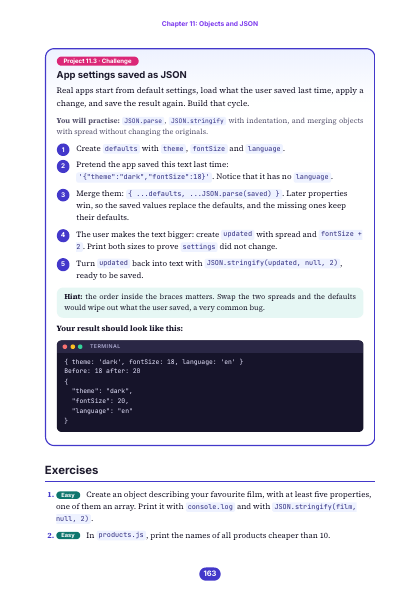 Chapter 11: Objects and JSON
Project 11.3 · Challenge
App settings saved as JSON
Real apps start from default settings, load what the user saved last time, apply a
change, and save the result again. Build that cycle.
You will practise: JSON.parse, JSON.stringify with indentation, and merging objects
with spread without changing the originals.
1 Create defaults with theme, fontSize and language.
2 Pretend the app saved this text last time:
'{"theme":"dark","fontSize":18}'. Notice that it has no language.
3 Merge them: { ...defaults, ...JSON.parse(saved) }. Later properties
win, so the saved values replace the defaults, and the missing ones keep
their defaults.
4 The user makes the text bigger: create updated with spread and fontSize +
2. Print both sizes to prove settings did not change.
5 Turn updated back into text with JSON.stringify(updated, null, 2),
ready to be saved.
Hint: the order inside the braces matters. Swap the two spreads and the defaults
would wipe out what the user saved, a very common bug.
Your result should look like this:
TERMINAL
{ theme: 'dark', fontSize: 18, language: 'en' }
Before: 18 after: 20
{
  "theme": "dark",
  "fontSize": 20,
  "language": "en"
}
Exercises
1. Easy Create an object describing your favourite film, with at least five properties,
one of them an array. Print it with console.log and with JSON.stringify(film,
null, 2).
2. Easy In products.js, print the names of all products cheaper than 10.
163